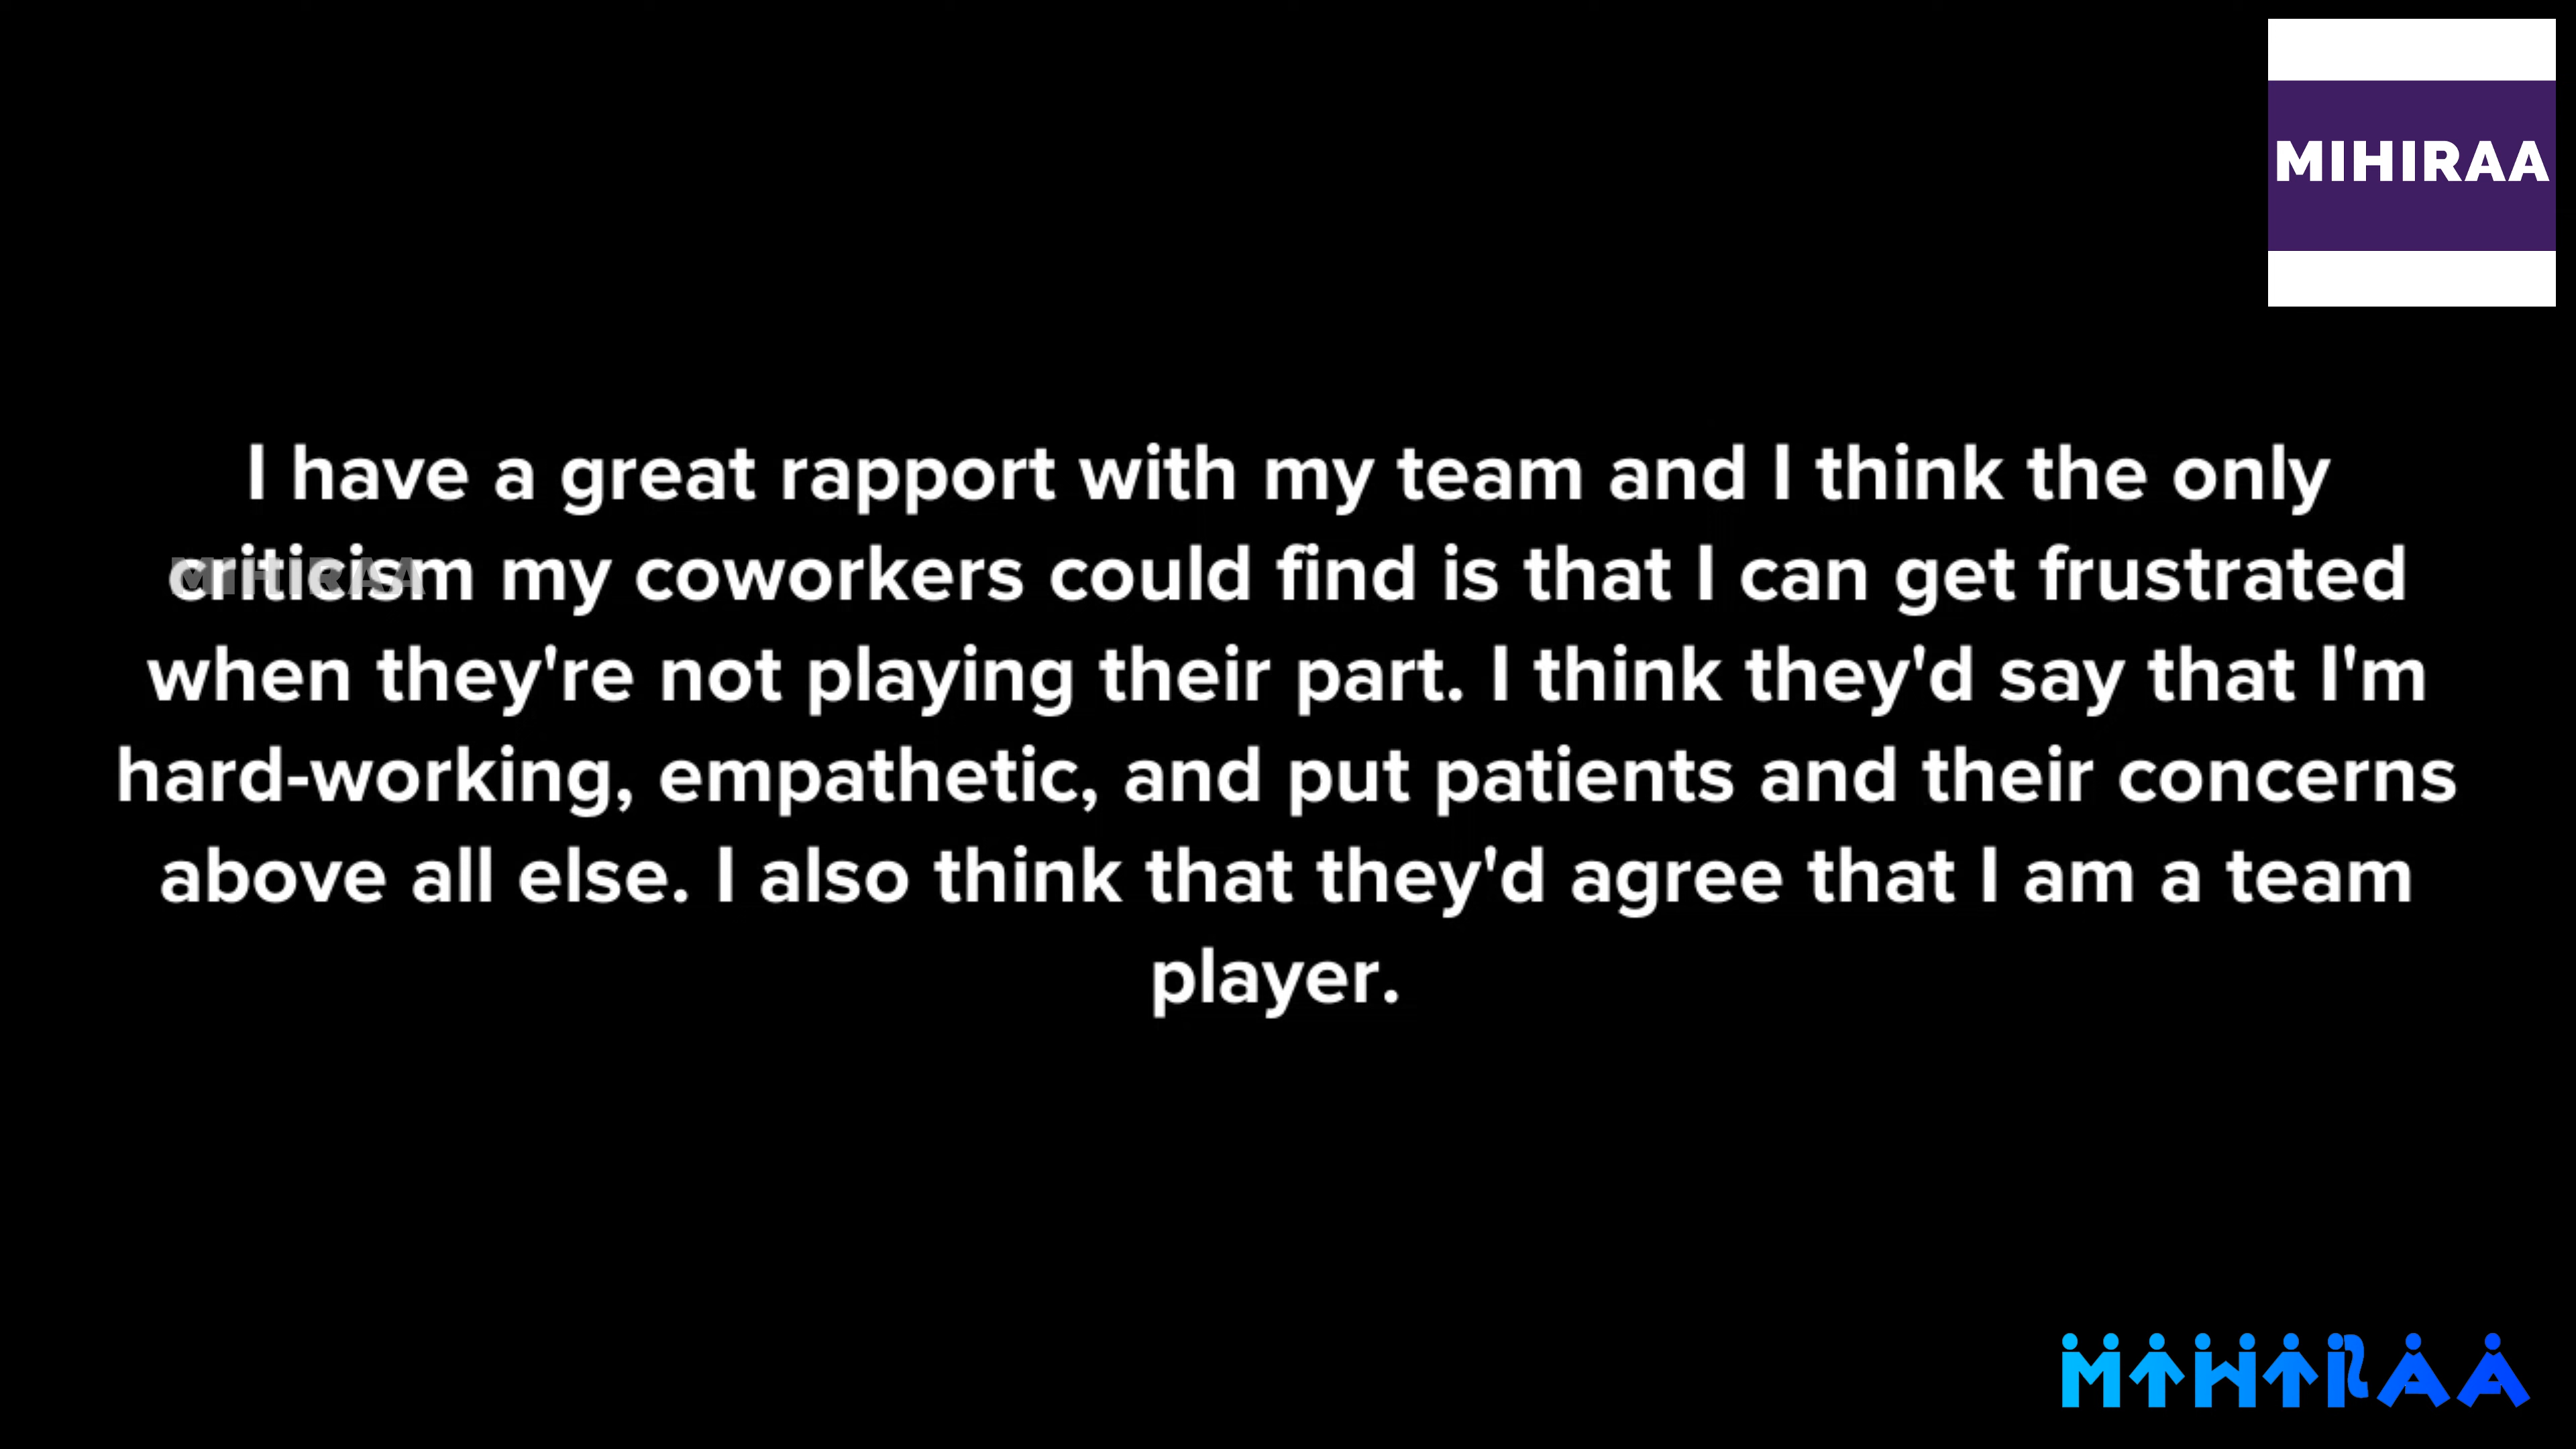 MIHIRAA
I have a great rapport with my team and I think the only
criticism my coworkers could find is that I can get frustrated
MIHIRAA
when they're not playing their part. I think they'd say that I'm
hard-working, empathetic, and put patients and their concerns
above all else. I also think that they'd agree that I am a team
player.
MIHIRAA